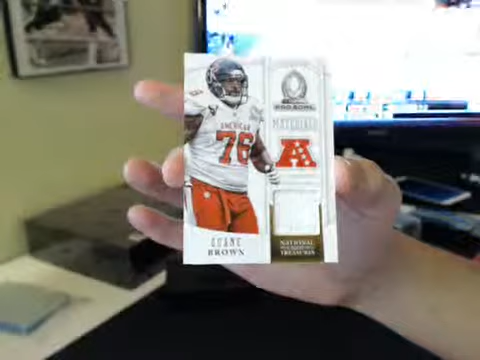 PRO BOWL
MATERIALS
AMERICAN
76
A
DUANE
BROWN
NATIONAL
TREASURES